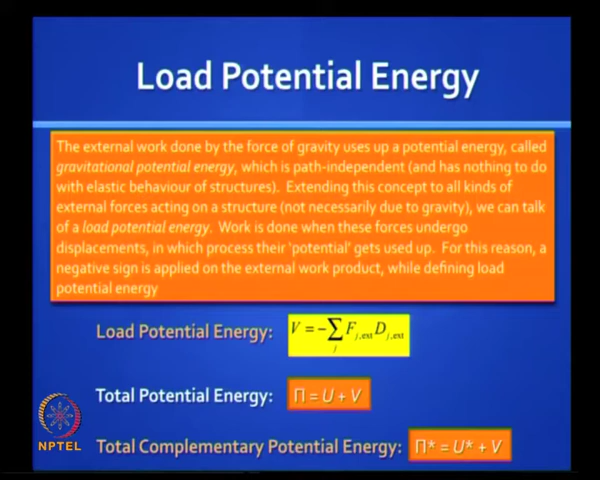 Load Potential Energy
The external work done by the force of gravity uses up a potential energy, called
gravitational potential energy, which is path-independent (and has nothing to do
with elastic behaviour of structures). Extending this concept to all kinds of
external forces acting on a structure (not necessarily due to gravity), we can talk
of a load potential energy. Work is done when these forces undergo
displacements, in which process their 'potential' gets used up. For this reason, a
negative sign is applied on the external work product, while defining load
potential energy
Load Potential Energy: V = −∑_j F_{j,ext} D_{j,ext}
Total Potential Energy: Π = U + V
Total Complementary Potential Energy: Π* = U* + V
NPTEL